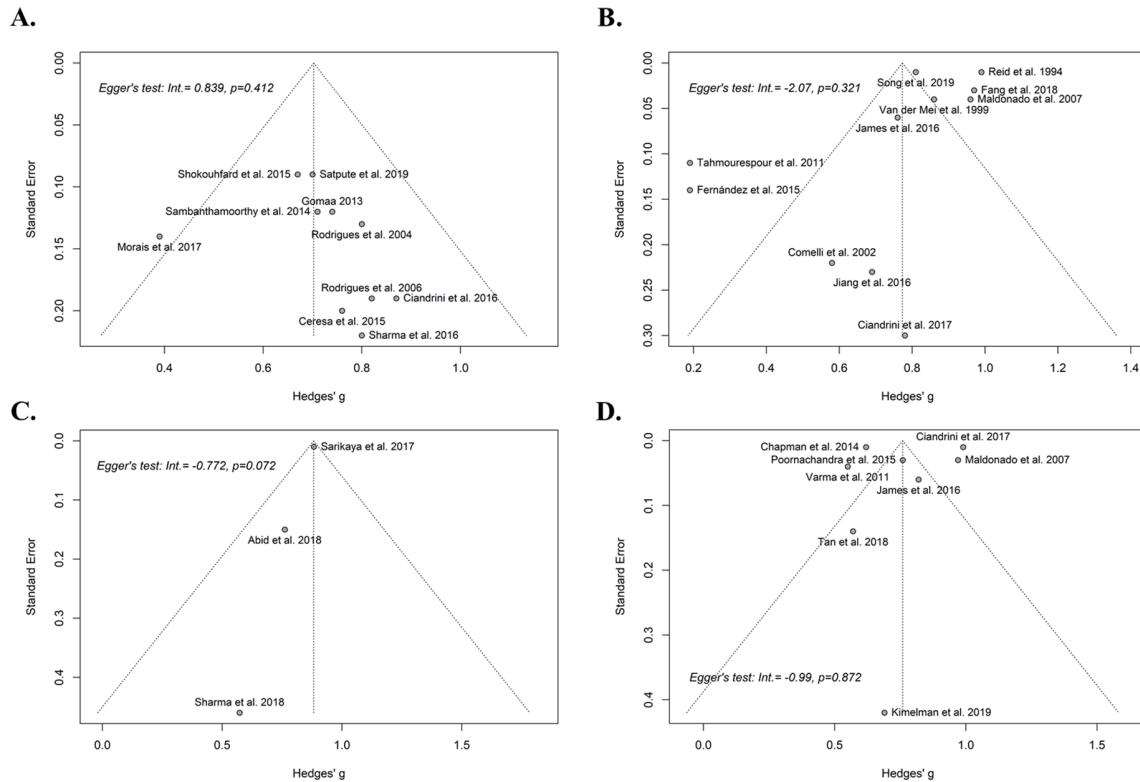 A.
0.00
0.05
0.10
0.15
0.20
Standard Error
Egger's test: Int.= 0.839, p=0.412
Shokouhfard et al. 2015
Satpute et al. 2019
Gomaa 2013
Sambanthamoorthy et al. 2014
Rodrigues et al. 2004
Morais et al. 2017
Rodrigues et al. 2006
Ciandrini et al. 2016
Ceresa et al. 2015
Sharma et al. 2016
0.4 0.6 0.8 1.0
Hedges' g
B.
0.00
0.05
0.10
0.15
0.20
0.25
0.30
Standard Error
Egger's test: Int.= -2.07, p=0.321
Reid et al. 1994
Song et al. 2019
Fang et al. 2018
Maldonado et al. 2007
Van der Mei et al. 1999
James et al. 2016
Tahmourespour et al. 2011
Fernández et al. 2015
Comelli et al. 2002
Jiang et al. 2016
Ciandrini et al. 2017
0.2 0.4 0.6 0.8 1.0 1.2 1.4
Hedges' g
C.
0.0
0.1
0.2
0.3
0.4
Standard Error
Sarikaya et al. 2017
Egger's test: Int.= -0.772, p=0.072
Abid et al. 2018
Sharma et al. 2018
0.0 0.5 1.0 1.5
Hedges' g
D.
0.0
0.1
0.2
0.3
0.4
Standard Error
Ciandrini et al. 2017
Chapman et al. 2014
Poornachandra et al. 2015
Maldonado et al. 2007
Varma et al. 2011
James et al. 2016
Tan et al. 2018
Egger's test: Int.= -0.99, p=0.872
Kimelman et al. 2019
0.0 0.5 1.0 1.5
Hedges' g